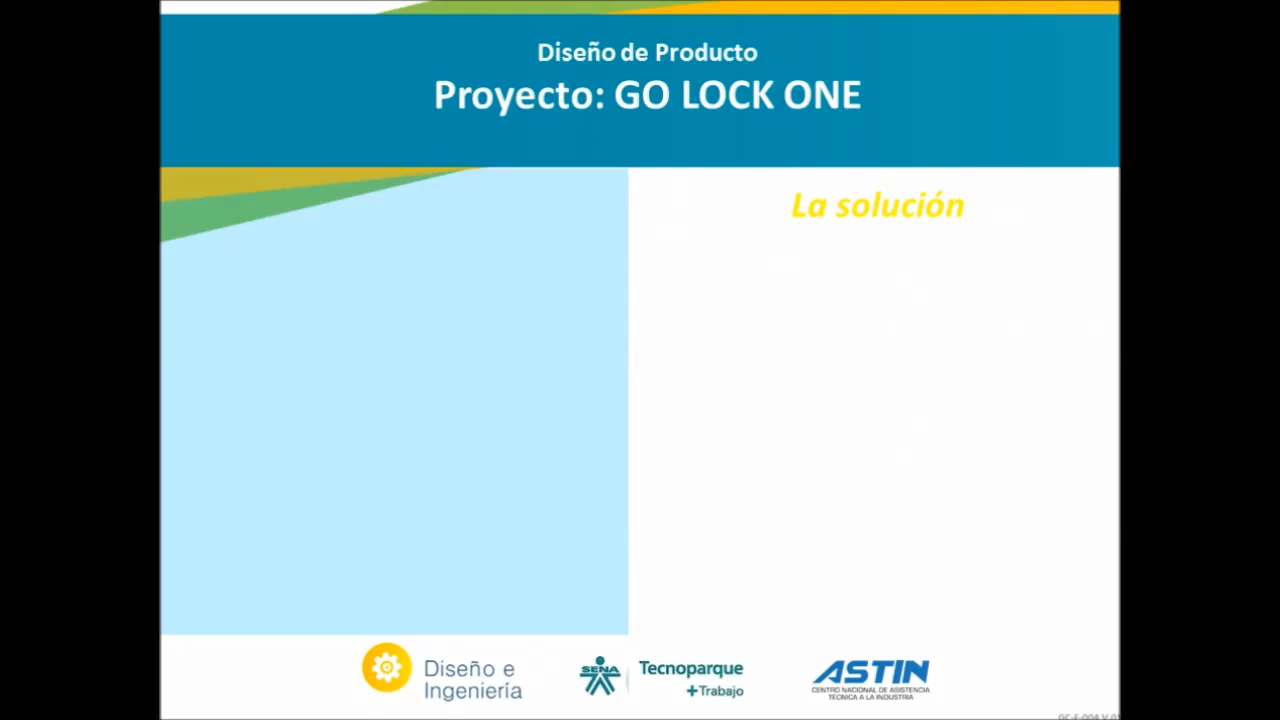 Diseño de Producto
Proyecto: GO LOCK ONE
La solución
Diseño e
Ingeniería
SENA
Tecnoparque
+Trabajo
ASTIN
CENTRO NACIONAL DE ASISTENCIA
TECNICA A LA INDUSTRIA